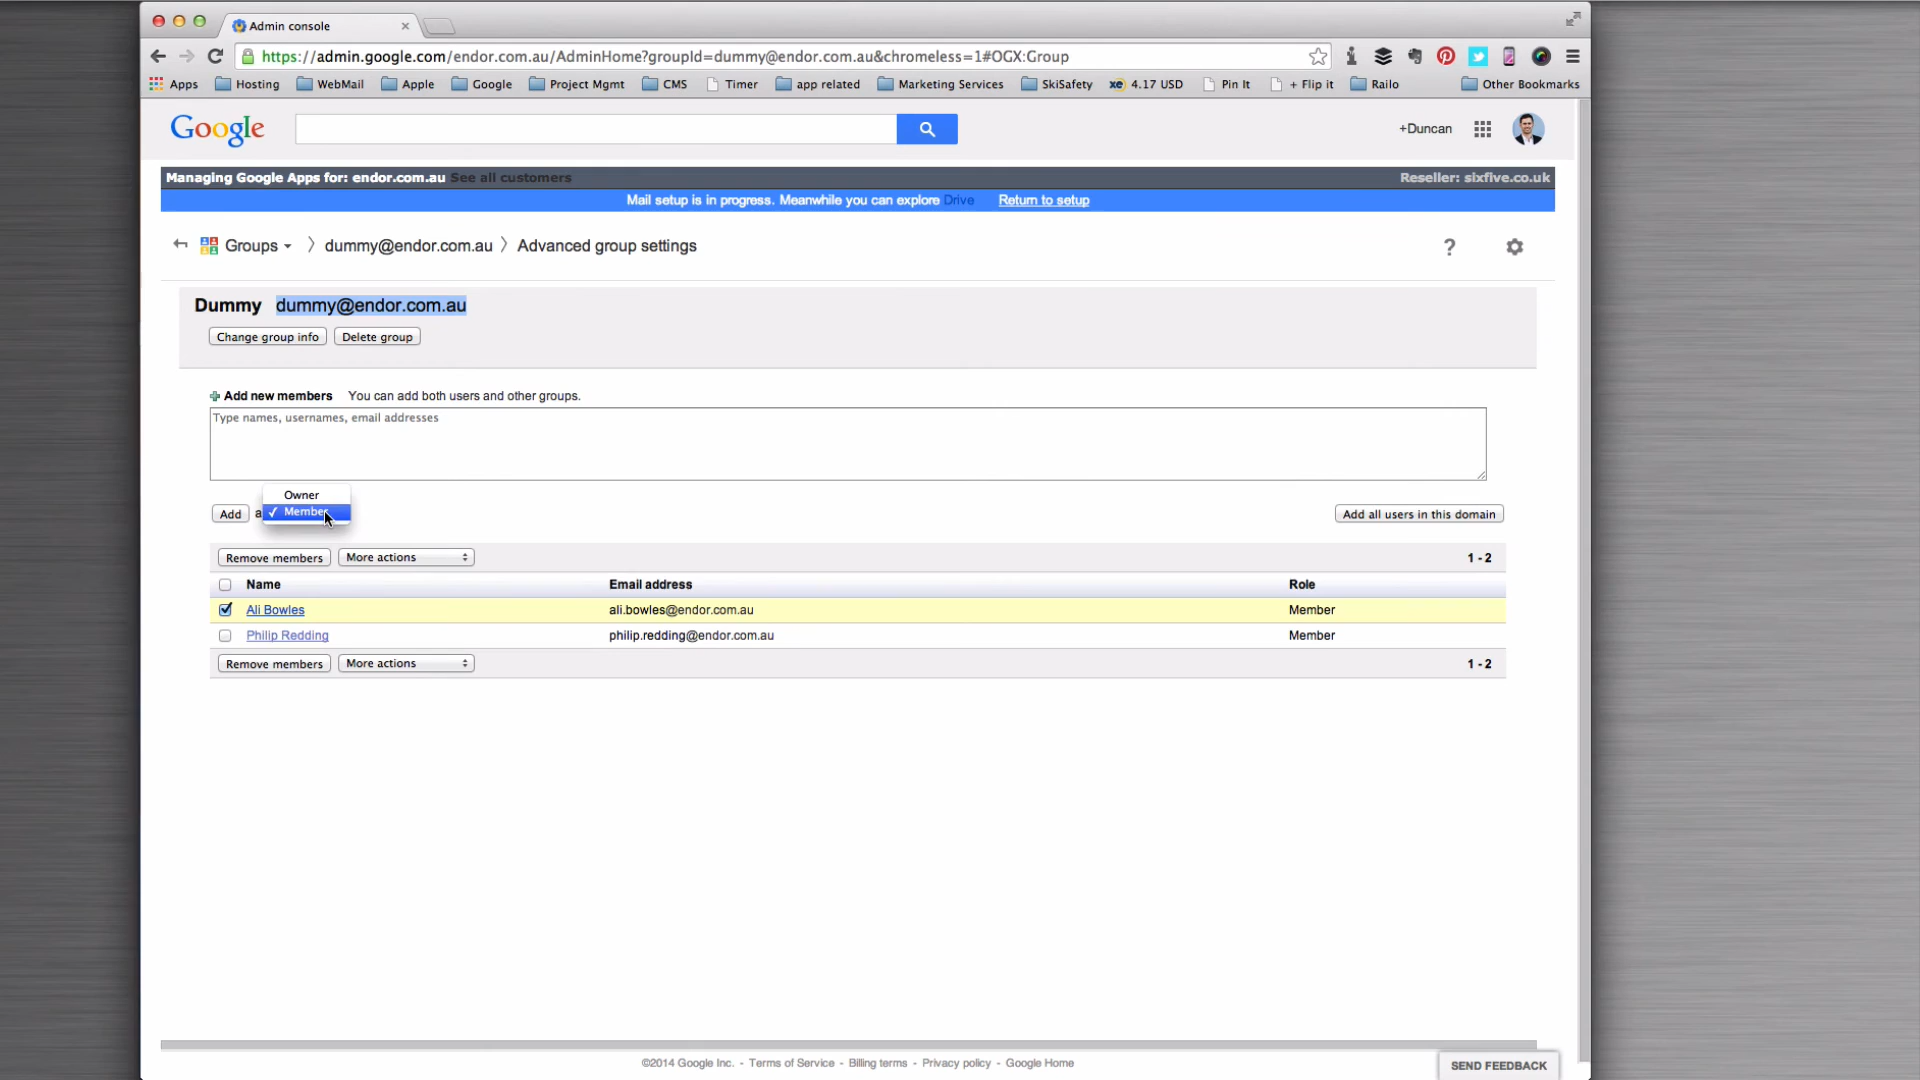 Admin console
https://admin.google.com/endor.com.au/AdminHome?groupId=dummy@endor.com.au&chromeless=1#OGX:Group
Apps Hosting WebMail Apple Google Project Mgmt CMS Timer app related Marketing Services SkiSafety xe 4.17 USD Pin It + Flip it Railo Other Bookmarks
Google +Duncan
Managing Google Apps for: endor.com.au See all customers Reseller: sixfive.co.uk
Mail setup is in progress. Meanwhile you can explore Drive Return to setup
Groups dummy@endor.com.au Advanced group settings ?
Dummy dummy@endor.com.au
Change group info Delete group
Add new members You can add both users and other groups.
Type names, usernames, email addresses
Owner
Add a ✓ Member Add all users in this domain
Remove members More actions 1 - 2
Name Email address Role
Ali Bowles ali.bowles@endor.com.au Member
Philip Redding philip.redding@endor.com.au Member
Remove members More actions 1 - 2
©2014 Google Inc. - Terms of Service - Billing terms - Privacy policy - Google Home
SEND FEEDBACK